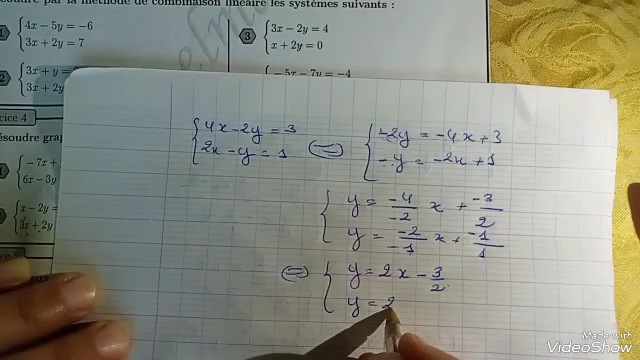 soudre par la méthode de combinaison linéaire les systèmes suivants :
1
4x − 5y = −6
3x + 2y = 7
3
3x − 2y = 4
x + 2y = 0
2
3x + y =
3x + 2y
−5x − 7y = −4
cice 4
ésoudre gra
− 7x +
6x − 3y
x − 2y =
3x + 2y
4x - 2y = 3
2x - y = 1
⇔
-2y = -4x + 3
-y = -2x + 1
y = -4/-2 x + -3/2
y = -2/-1 x + -1/1
⇔
y = 2x - 3/2
y = 2
Made with
VivaVideo